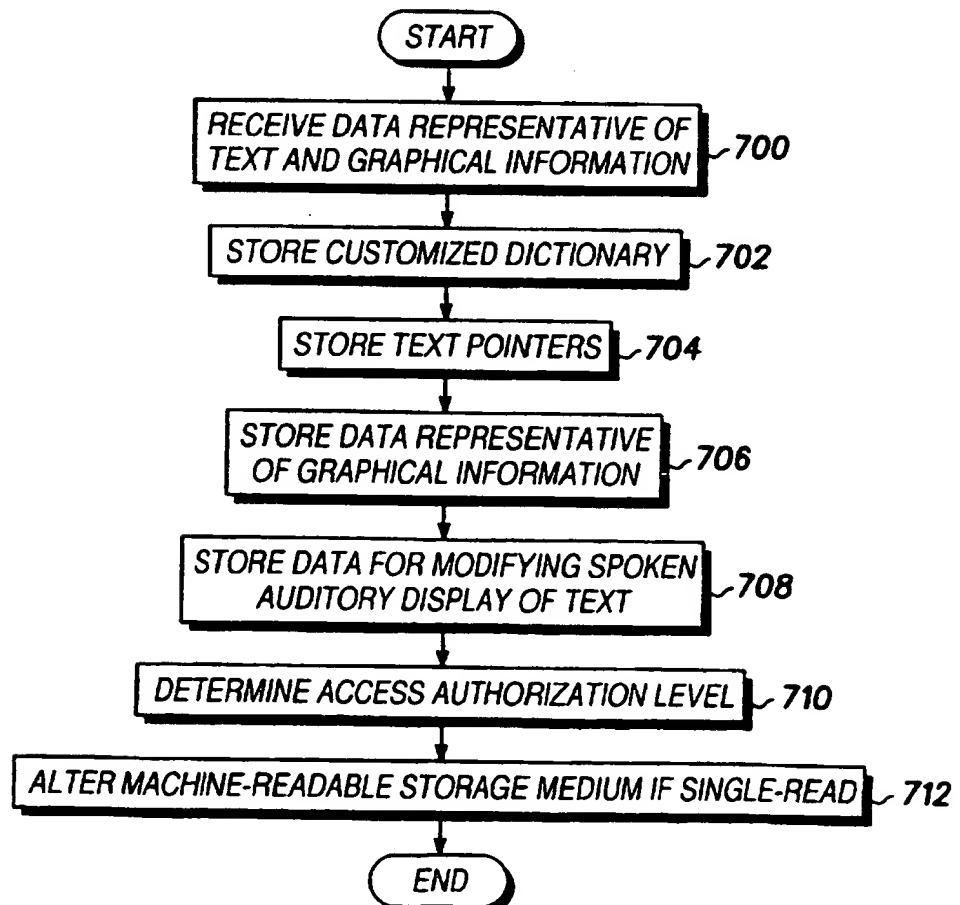 START
RECEIVE DATA REPRESENTATIVE OF
TEXT AND GRAPHICAL INFORMATION
700
STORE CUSTOMIZED DICTIONARY
702
STORE TEXT POINTERS
704
STORE DATA REPRESENTATIVE
OF GRAPHICAL INFORMATION
706
STORE DATA FOR MODIFYING SPOKEN
AUDITORY DISPLAY OF TEXT
708
DETERMINE ACCESS AUTHORIZATION LEVEL
710
ALTER MACHINE-READABLE STORAGE MEDIUM IF SINGLE-READ
712
END